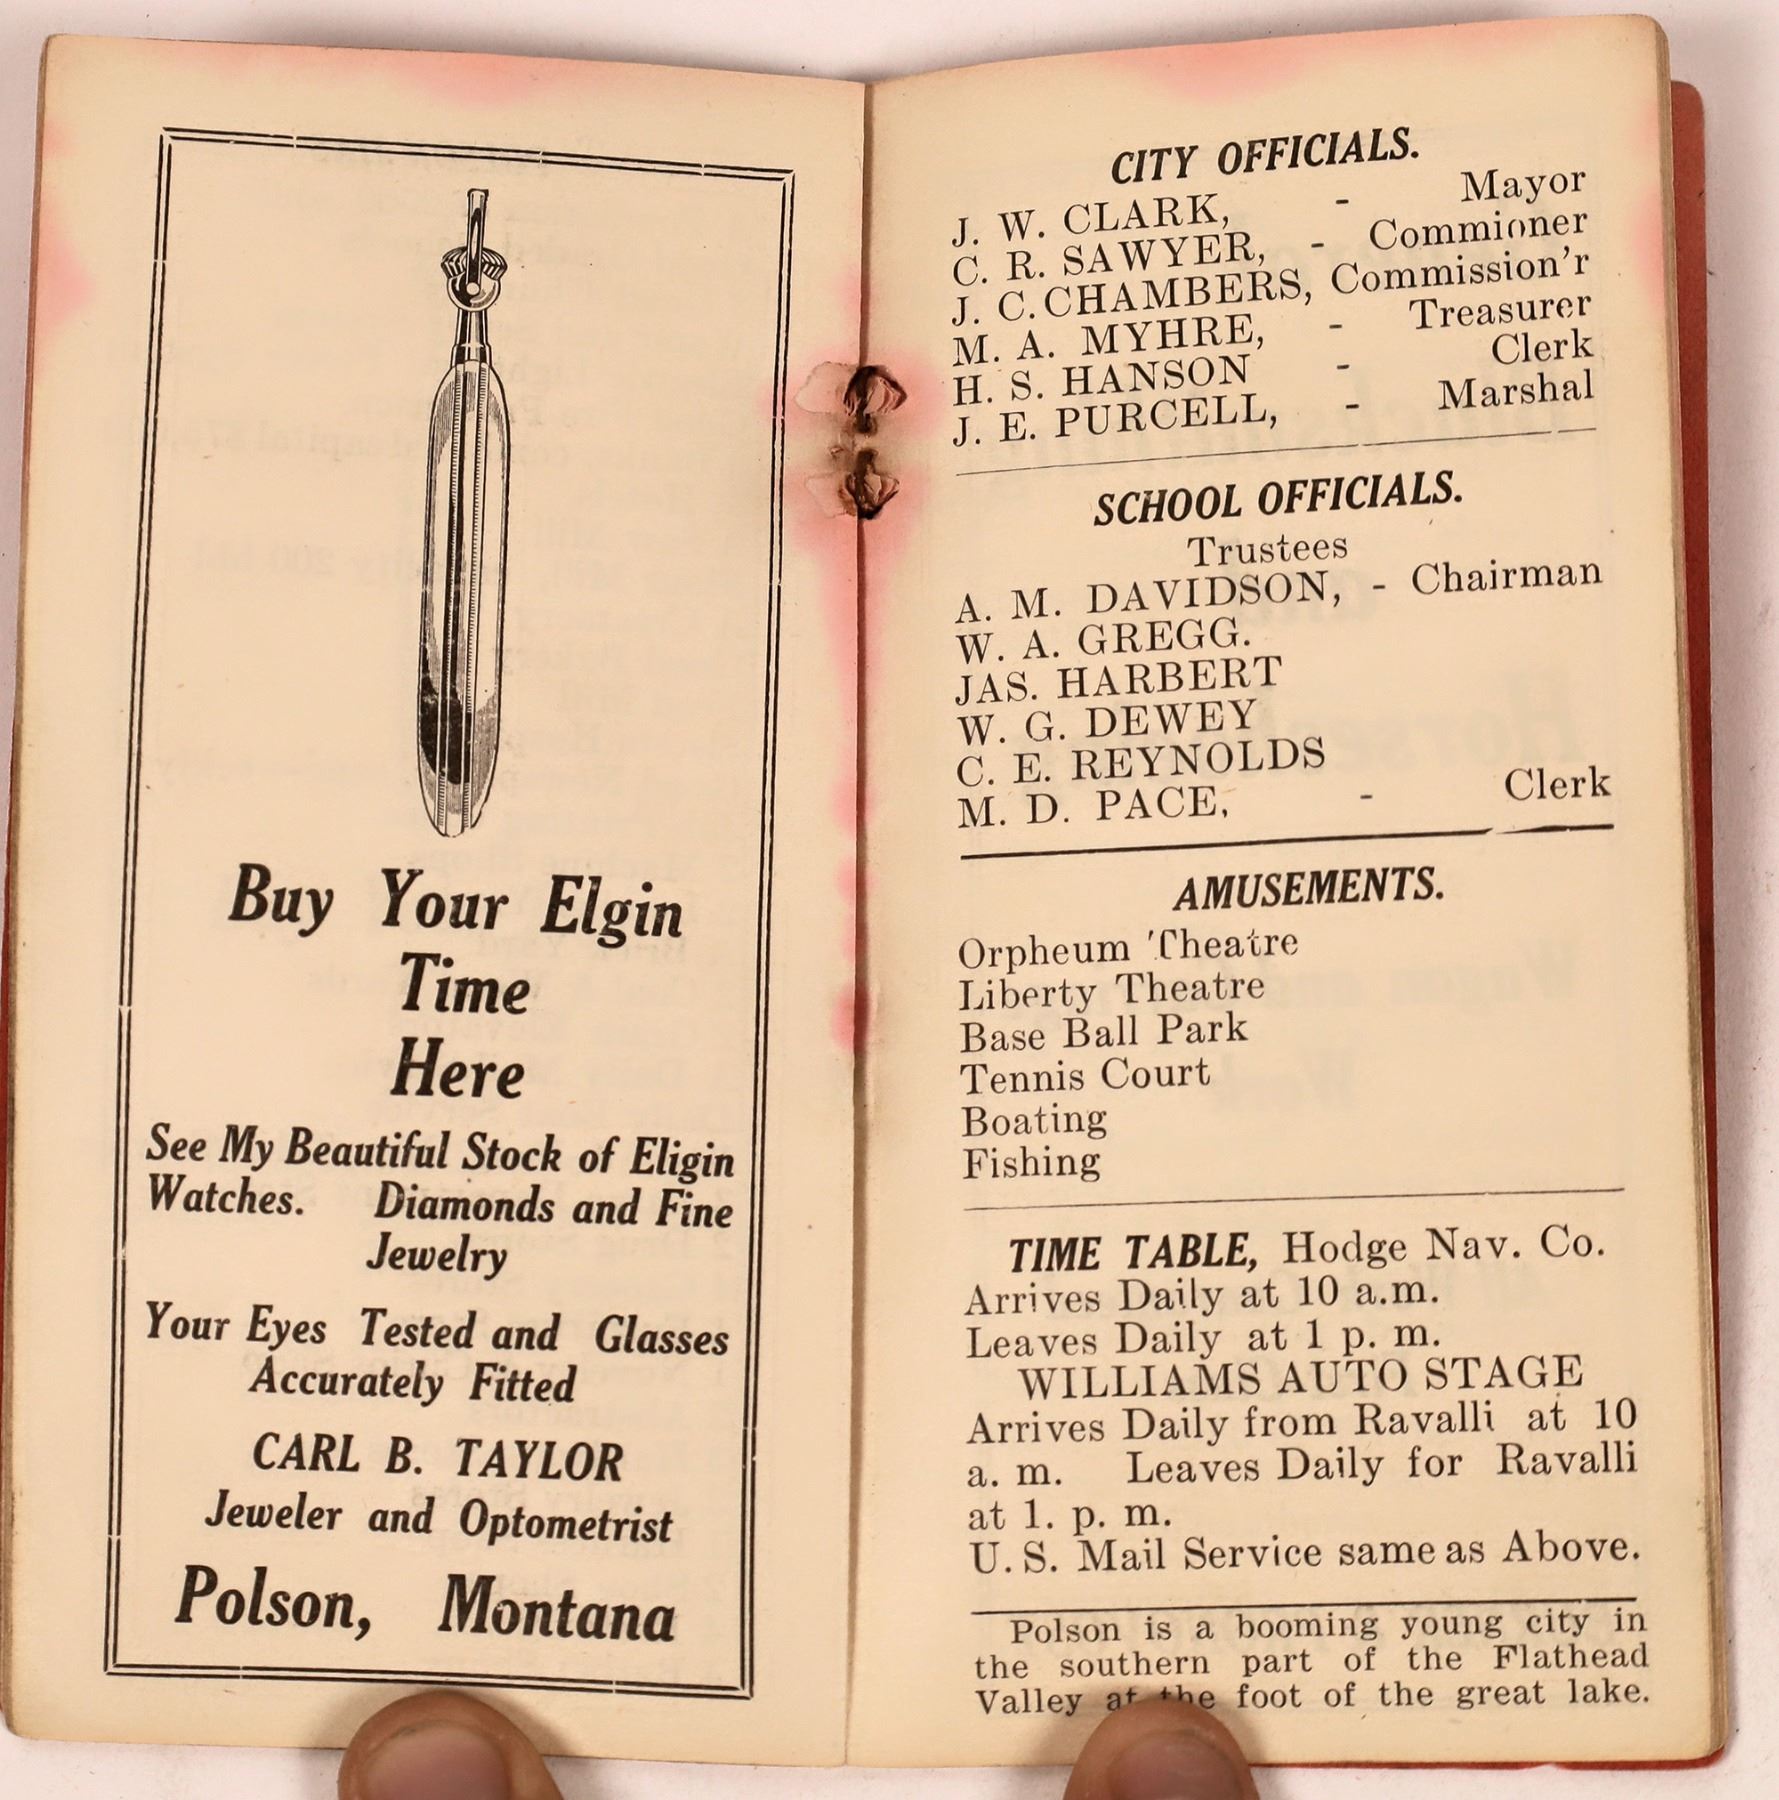 Buy Your Elgin
Time
Here
See My Beautiful Stock of Eligin
Watches. Diamonds and Fine
Jewelry
Your Eyes Tested and Glasses
Accurately Fitted
CARL B. TAYLOR
Jeweler and Optometrist
Polson, Montana
CITY OFFICIALS.
J. W. CLARK, - Mayor
C. R. SAWYER, - Commioner
J. C. CHAMBERS, Commission'r
M. A. MYHRE, - Treasurer
H. S. HANSON - Clerk
J. E. PURCELL, - Marshal
SCHOOL OFFICIALS.
Trustees
A. M. DAVIDSON, - Chairman
W. A. GREGG.
JAS. HARBERT
W. G. DEWEY
C. E. REYNOLDS
M. D. PACE, - Clerk
AMUSEMENTS.
Orpheum Theatre
Liberty Theatre
Base Ball Park
Tennis Court
Boating
Fishing
TIME TABLE, Hodge Nav. Co.
Arrives Daily at 10 a.m.
Leaves Daily at 1 p. m.
WILLIAMS AUTO STAGE
Arrives Daily from Ravalli at 10
a. m. Leaves Daily for Ravalli
at 1. p. m.
U. S. Mail Service same as Above.
Polson is a booming young city in
the southern part of the Flathead
Valley at the foot of the great lake.